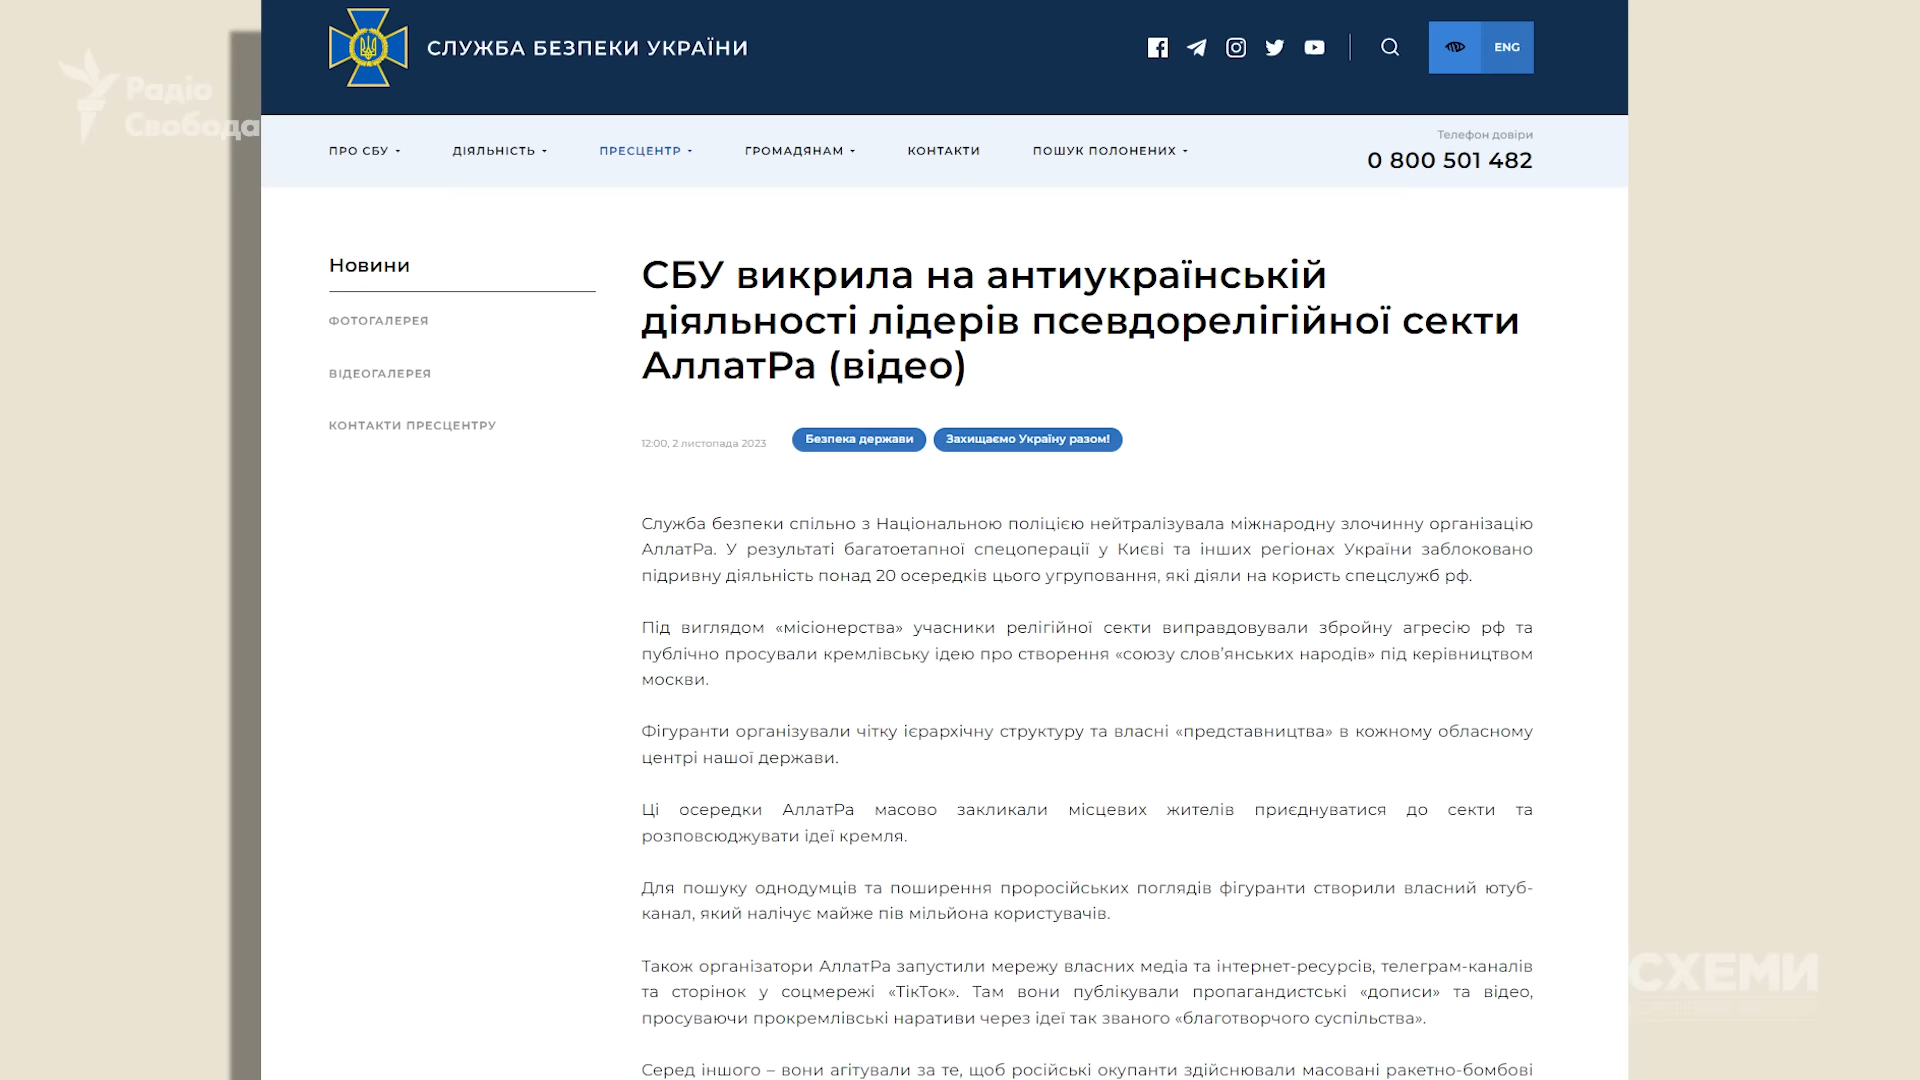 Радіо
Свобода
СЛУЖБА БЕЗПЕКИ УКРАЇНИ
ENG
ПРО СБУ
ДІЯЛЬНІСТЬ
ПРЕСЦЕНТР
ГРОМАДЯНАМ
КОНТАКТИ
ПОШУК ПОЛОНЕНИХ
Телефон довіри
0 800 501 482
Новини
ФОТОГАЛЕРЕЯ
ВІДЕОГАЛЕРЕЯ
КОНТАКТИ ПРЕСЦЕНТРУ
СБУ викрила на антиукраїнській
діяльності лідерів псевдорелігійної секти
АллатРа (відео)
12:00, 2 листопада 2023
Безпека держави
Захищаємо Україну разом!
Служба безпеки спільно з Національною поліцією нейтралізувала міжнародну злочинну організацію
АллатРа. У результаті багатоетапної спецоперації у Києві та інших регіонах України заблоковано
підривну діяльність понад 20 осередків цього угруповання, які діяли на користь спецслужб рф.
Під виглядом «місіонерства» учасники релігійної секти виправдовували збройну агресію рф та
публічно просували кремлівську ідею про створення «союзу слов’янських народів» під керівництвом
москви.
Фігуранти організували чітку ієрархічну структуру та власні «представництва» в кожному обласному
центрі нашої держави.
Ці осередки АллатРа масово закликали місцевих жителів приєднуватися до секти та
розповсюджувати ідеї кремля.
Для пошуку однодумців та поширення проросійських поглядів фігуранти створили власний ютуб-
канал, який налічує майже пів мільйона користувачів.
Також організатори АллатРа запустили мережу власних медіа та інтернет-ресурсів, телеграм-каналів
та сторінок у соцмережі «ТікТок». Там вони публікували пропагандистські «дописи» та відео,
просуваючи прокремлівські наративи через ідеї так званого «благотворчого суспільства».
Серед іншого – вони агітували за те, щоб російські окупанти здійснювали масовані ракетно-бомбові
СХЕМИ